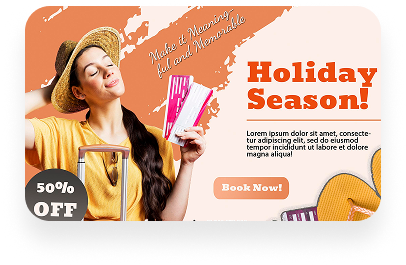 Make it Meaning-
ful and Memorable
Holiday
Season!
Lorem ipsum dolor sit amet, consecte-
tur adipiscing elit, sed do eiusmod
tempor incididunt ut labore et dolore
magna aliqua!
Book Now!
50%
OFF